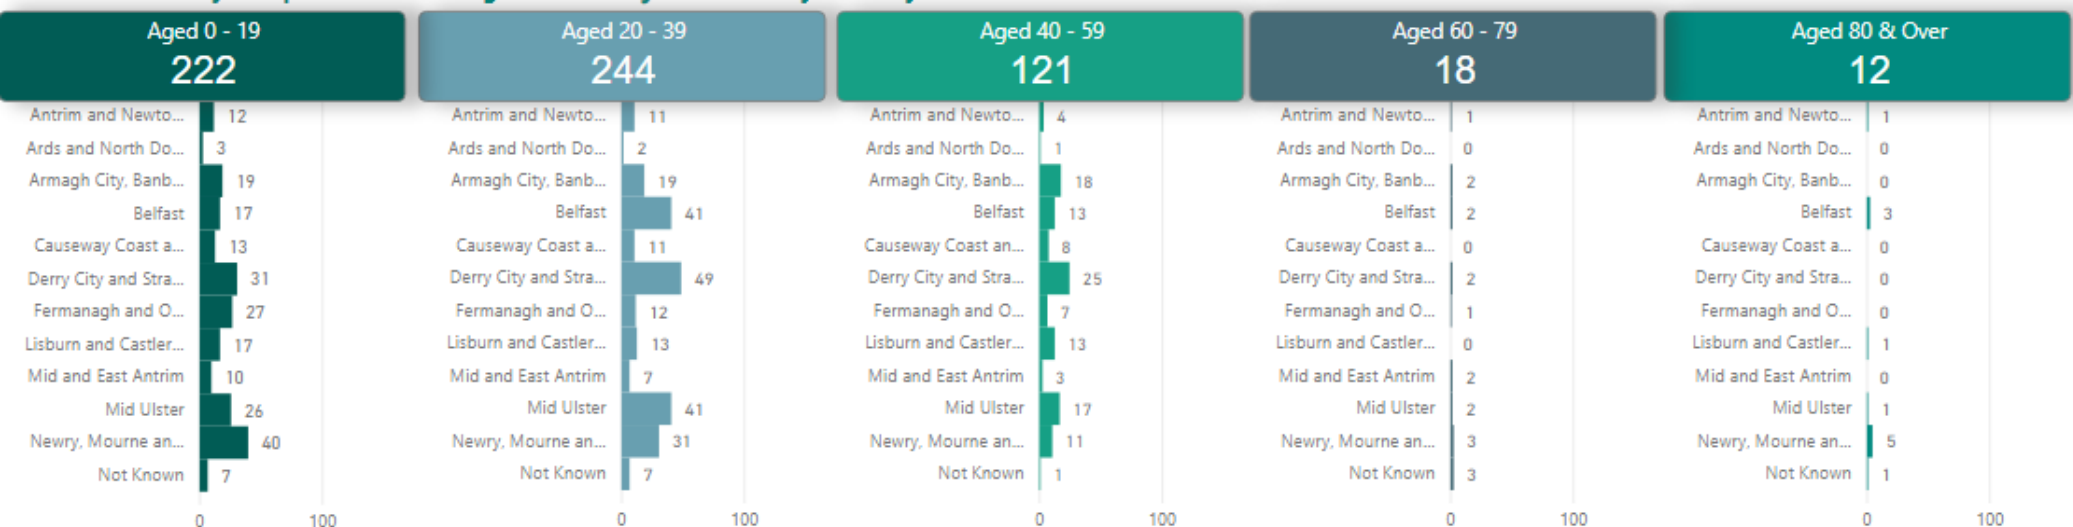 Aged 0 - 19
222
Antrim and Newto... 12
Ards and North Do... 3
Armagh City, Banb... 19
Belfast 17
Causeway Coast a... 13
Derry City and Stra... 31
Fermanagh and O... 27
Lisburn and Castler... 17
Mid and East Antrim 10
Mid Ulster 26
Newry, Mourne an... 40
Not Known 7
0 100
Aged 20 - 39
244
Antrim and Newto... 11
Ards and North Do... 2
Armagh City, Banb... 19
Belfast 41
Causeway Coast a... 11
Derry City and Stra... 49
Fermanagh and O... 12
Lisburn and Castler... 13
Mid and East Antrim 7
Mid Ulster 41
Newry, Mourne an... 31
Not Known 7
0 100
Aged 40 - 59
121
Antrim and Newto... 4
Ards and North Do... 1
Armagh City, Banb... 18
Belfast 13
Causeway Coast an... 8
Derry City and Stra... 25
Fermanagh and O... 7
Lisburn and Castler... 13
Mid and East Antrim 3
Mid Ulster 17
Newry, Mourne an... 11
Not Known 1
0 100
Aged 60 - 79
18
Antrim and Newto... 1
Ards and North Do... 0
Armagh City, Banb... 2
Belfast 2
Causeway Coast a... 0
Derry City and Stra... 2
Fermanagh and O... 1
Lisburn and Castler... 0
Mid and East Antrim 2
Mid Ulster 2
Newry, Mourne an... 3
Not Known 3
0 100
Aged 80 & Over
12
Antrim and Newto... 1
Ards and North Do... 0
Armagh City, Banb... 0
Belfast 3
Causeway Coast a... 0
Derry City and Stra... 0
Fermanagh and O... 0
Lisburn and Castler... 1
Mid and East Antrim 0
Mid Ulster 1
Newry, Mourne an... 5
Not Known 1
0 100